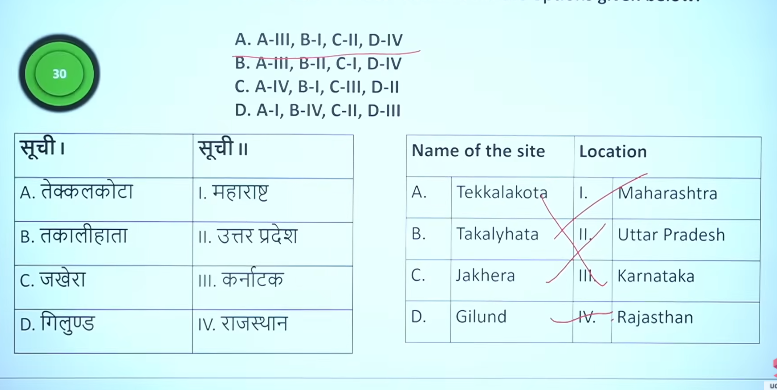 30
A. A-III, B-I, C-II, D-IV
B. A-III, B-II, C-I, D-IV
C. A-IV, B-I, C-III, D-II
D. A-I, B-IV, C-II, D-III
सूची I
सूची II
A. तेक्कलकोटा
I. महाराष्ट
B. तकालीहाता
II. उत्तर प्रदेश
C. जखेरा
III. कर्नाटक
D. गिलुण्ड
IV. राजस्थान
Name of the site
Location
A. Tekkalakota I. Maharashtra
B. Takalyhata II. Uttar Pradesh
C. Jakhera III. Karnataka
D. Gilund IV. Rajasthan